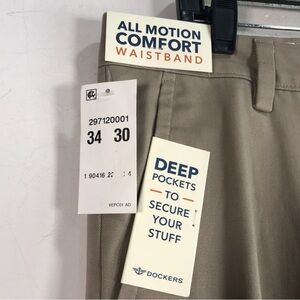 ALL MOTION
COMFORT
WAISTBAND
297120001
34 30
DEEP
POCKETS
TO
SECURE
YOUR
STUFF
DOCKERS